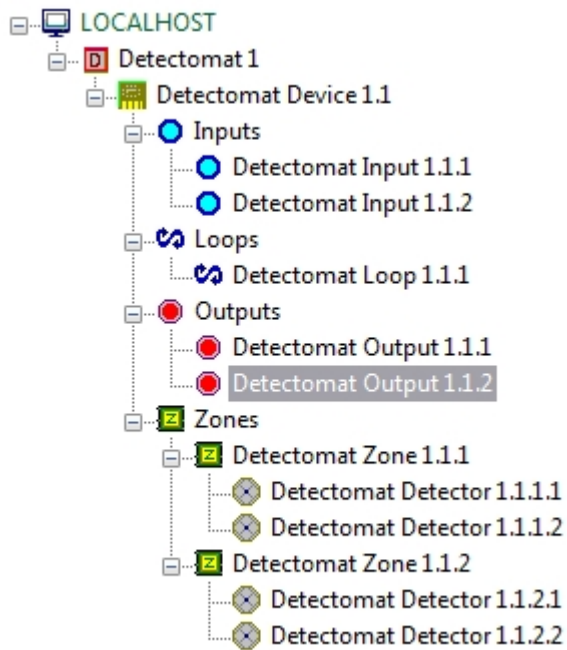 LOCALHOST
D Detectomat 1
Detectomat Device 1.1
Inputs
Detectomat Input 1.1.1
Detectomat Input 1.1.2
Loops
Detectomat Loop 1.1.1
Outputs
Detectomat Output 1.1.1
Detectomat Output 1.1.2
Z Zones
Z Detectomat Zone 1.1.1
Detectomat Detector 1.1.1.1
Detectomat Detector 1.1.1.2
Z Detectomat Zone 1.1.2
Detectomat Detector 1.1.2.1
Detectomat Detector 1.1.2.2